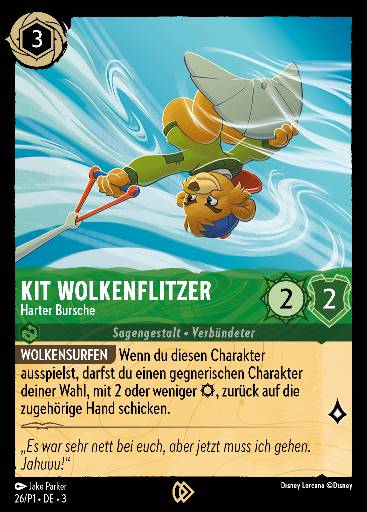 3
KIT WOLKENFLITZER
Harter Bursche
2
2
Sagengestalt • Verbündeter
WOLKENSURFEN Wenn du diesen Charakter
ausspielst, darfst du einen gegnerischen Charakter
deiner Wahl, mit 2 oder weniger ¤, zurück auf die
zugehörige Hand schicken.
„Es war sehr nett bei euch, aber jetzt muss ich gehen.
Jahuuu!“
Jake Parker
Disney Lorcana ©Disney
26/P1 • DE • 3